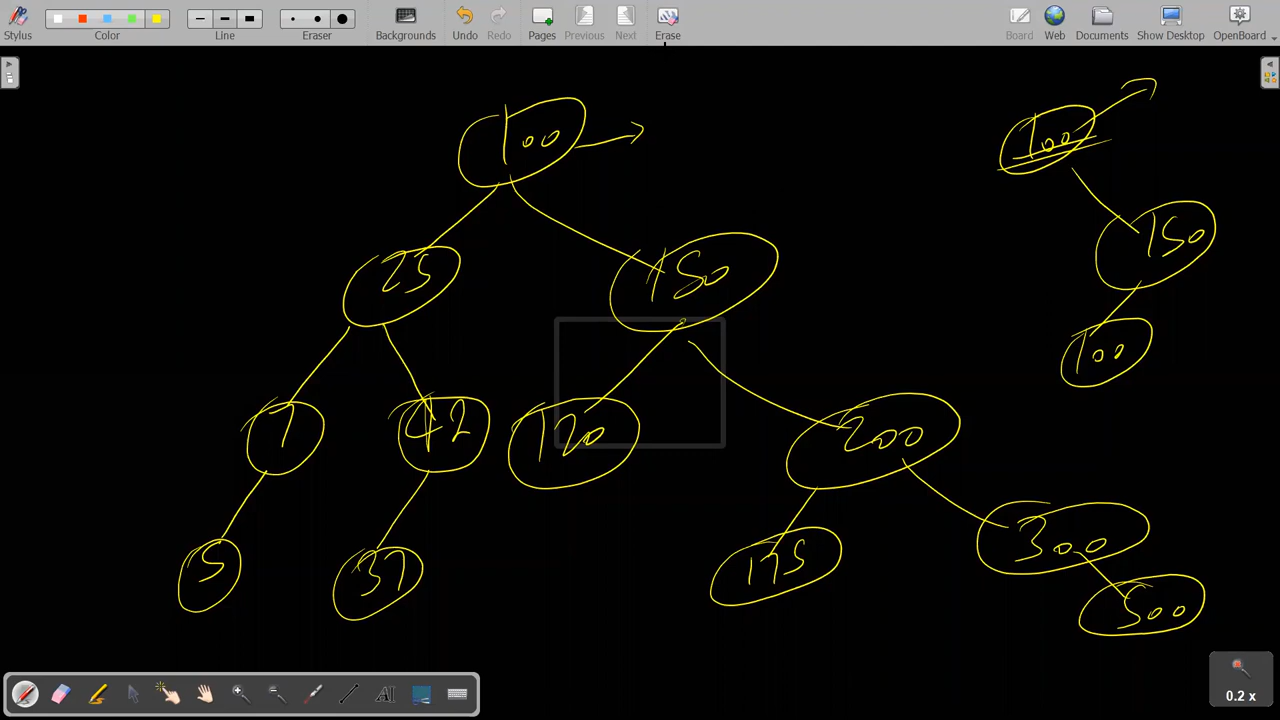 Stylus Color Line Eraser Backgrounds Undo Redo Pages Previous Next Erase Board Web Documents Show Desktop OpenBoard
100 100
25 150 150
100
7 42 120 200
5 37 175 300
500
AI
0.2 x